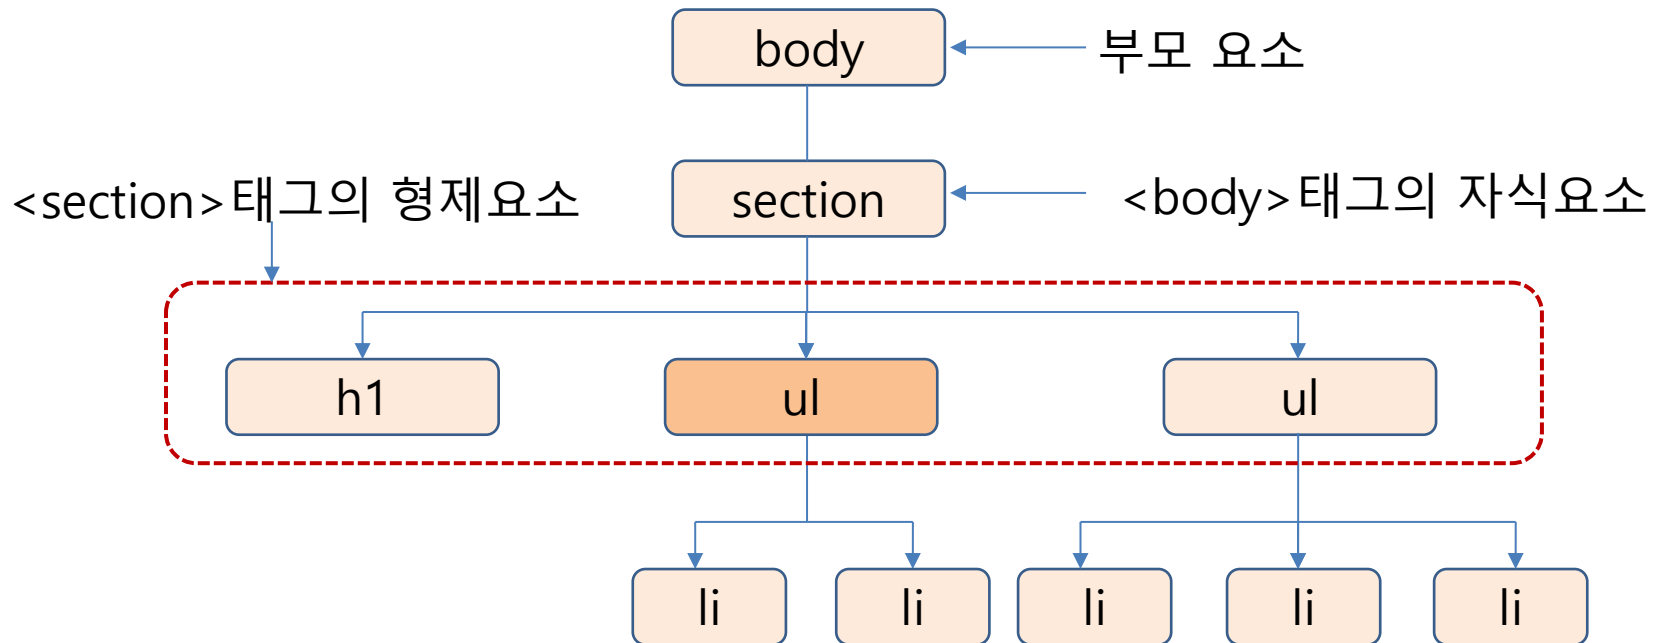 body
부모 요소
<section>태그의 형제요소
section
<body>태그의 자식요소
h1
ul
ul
li
li
li
li
li